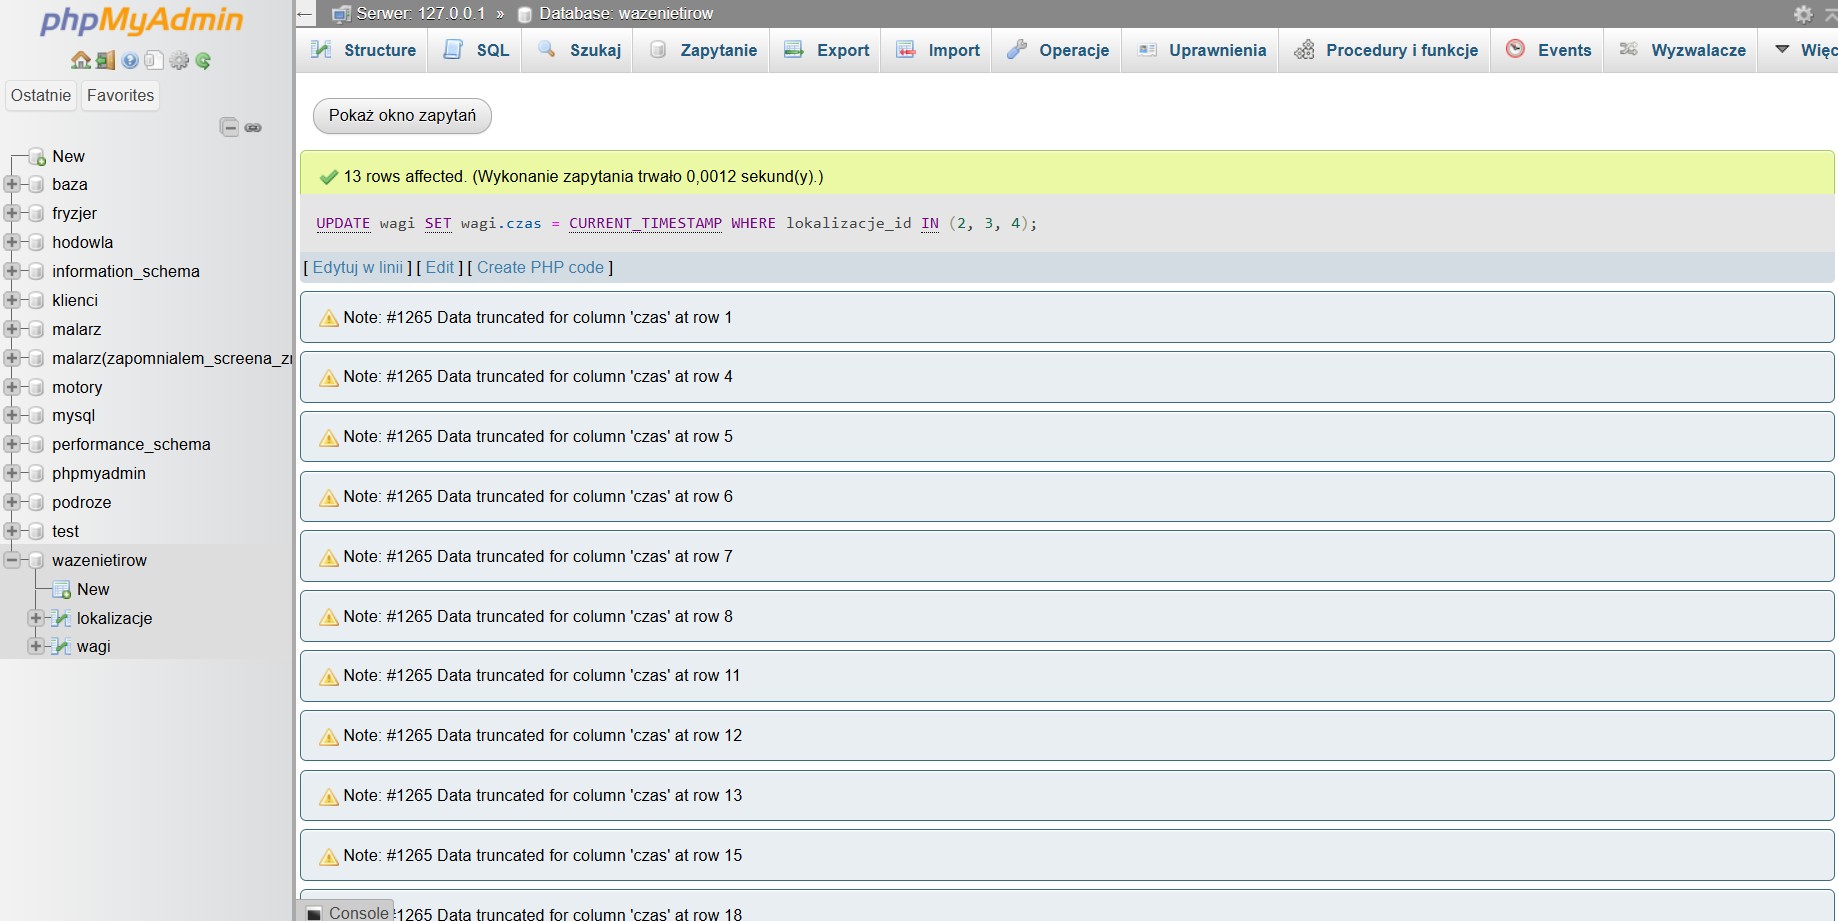 phpMyAdmin
Ostatnie Favorites
New
baza
fryzjer
hodowla
information_schema
klienci
malarz
malarz(zapomnialem_screena_zr
motory
mysql
performance_schema
phpmyadmin
podroze
test
wazenietirow
New
lokalizacje
wagi
Serwer: 127.0.0.1 » Database: wazenietirow
Structure SQL Szukaj Zapytanie Export Import Operacje Uprawnienia Procedury i funkcje Events Wyzwalacze Więc
Pokaż okno zapytań
13 rows affected. (Wykonanie zapytania trwało 0,0012 sekund(y).)
UPDATE wagi SET wagi.czas = CURRENT_TIMESTAMP WHERE lokalizacje_id IN (2, 3, 4);
[ Edytuj w linii ] [ Edit ] [ Create PHP code ]
Note: #1265 Data truncated for column 'czas' at row 1
Note: #1265 Data truncated for column 'czas' at row 4
Note: #1265 Data truncated for column 'czas' at row 5
Note: #1265 Data truncated for column 'czas' at row 6
Note: #1265 Data truncated for column 'czas' at row 7
Note: #1265 Data truncated for column 'czas' at row 8
Note: #1265 Data truncated for column 'czas' at row 11
Note: #1265 Data truncated for column 'czas' at row 12
Note: #1265 Data truncated for column 'czas' at row 13
Note: #1265 Data truncated for column 'czas' at row 15
Console 1265 Data truncated for column 'czas' at row 18